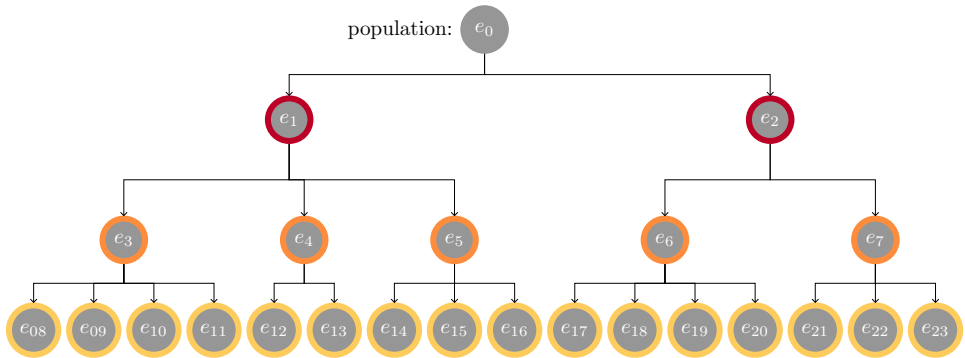 population: e₀
e₁ e₂
e₃ e₄ e₅ e₆ e₇
e₀₈ e₀₉ e₁₀ e₁₁ e₁₂ e₁₃ e₁₄ e₁₅ e₁₆ e₁₇ e₁₈ e₁₉ e₂₀ e₂₁ e₂₂ e₂₃